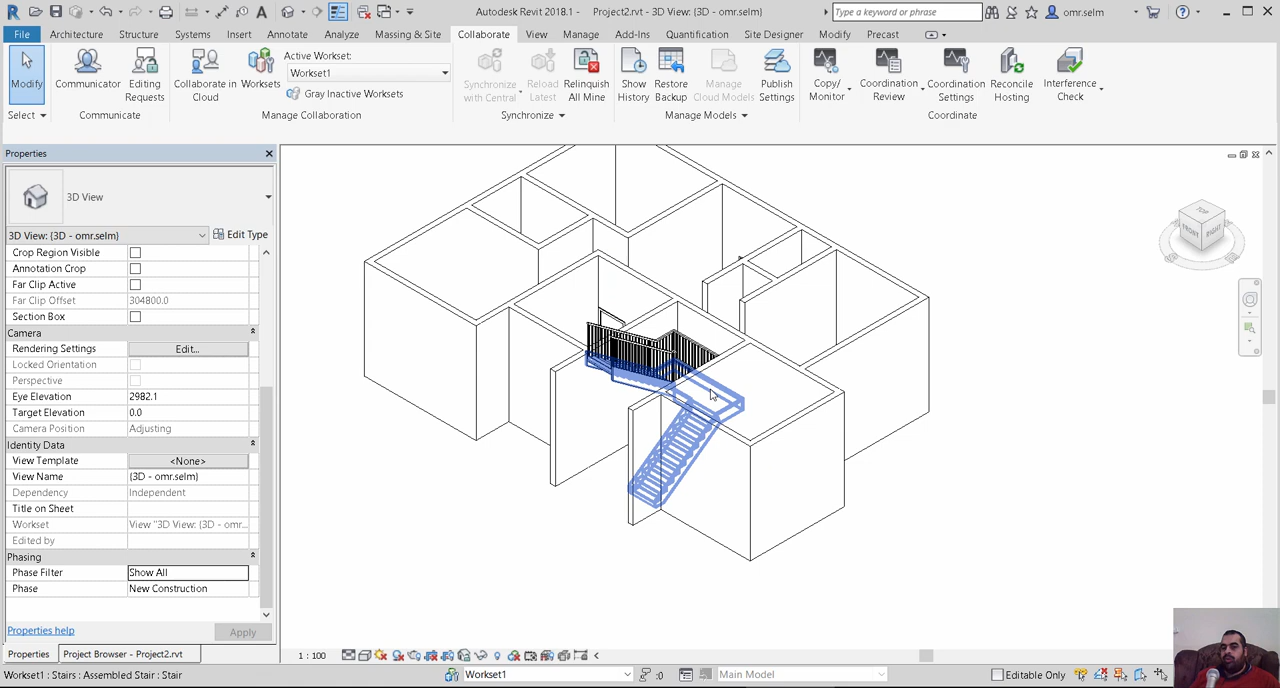 Autodesk Revit 2018.1 -     Project2.rvt - 3D View: {3D - omr.selm}
Type a keyword or phrase
omr.selm
File Architecture Structure Systems Insert Annotate Analyze Massing & Site Collaborate View Manage Add-Ins Quantification Site Designer Modify Precast
Modify
Communicator
Editing Requests
Collaborate in Cloud
Worksets
Active Workset:
Workset1
Gray Inactive Worksets
Synchronize with Central
Reload Latest
Relinquish All Mine
Show History
Restore Backup
Manage Cloud Models
Publish Settings
Copy/ Monitor
Coordination Review
Coordination Settings
Reconcile Hosting
Interference Check
Select
Communicate
Manage Collaboration
Synchronize
Manage Models
Coordinate
Properties
3D View
3D View: {3D - omr.selm}
Edit Type
Crop Region Visible
Annotation Crop
Far Clip Active
Far Clip Offset 304800.0
Section Box
Camera
Rendering Settings Edit...
Locked Orientation
Perspective
Eye Elevation 2982.1
Target Elevation 0.0
Camera Position Adjusting
Identity Data
View Template <None>
View Name {3D - omr.selm}
Dependency Independent
Title on Sheet
Workset View "3D View: {3D - omr...
Edited by
Phasing
Phase Filter Show All
Phase New Construction
Properties help
Apply
Properties
Project Browser - Project2.rvt
TOP
FRONT
RIGHT
1 : 100
Workset1 : Stairs : Assembled Stair : Stair
Workset1
:0
Main Model
Editable Only